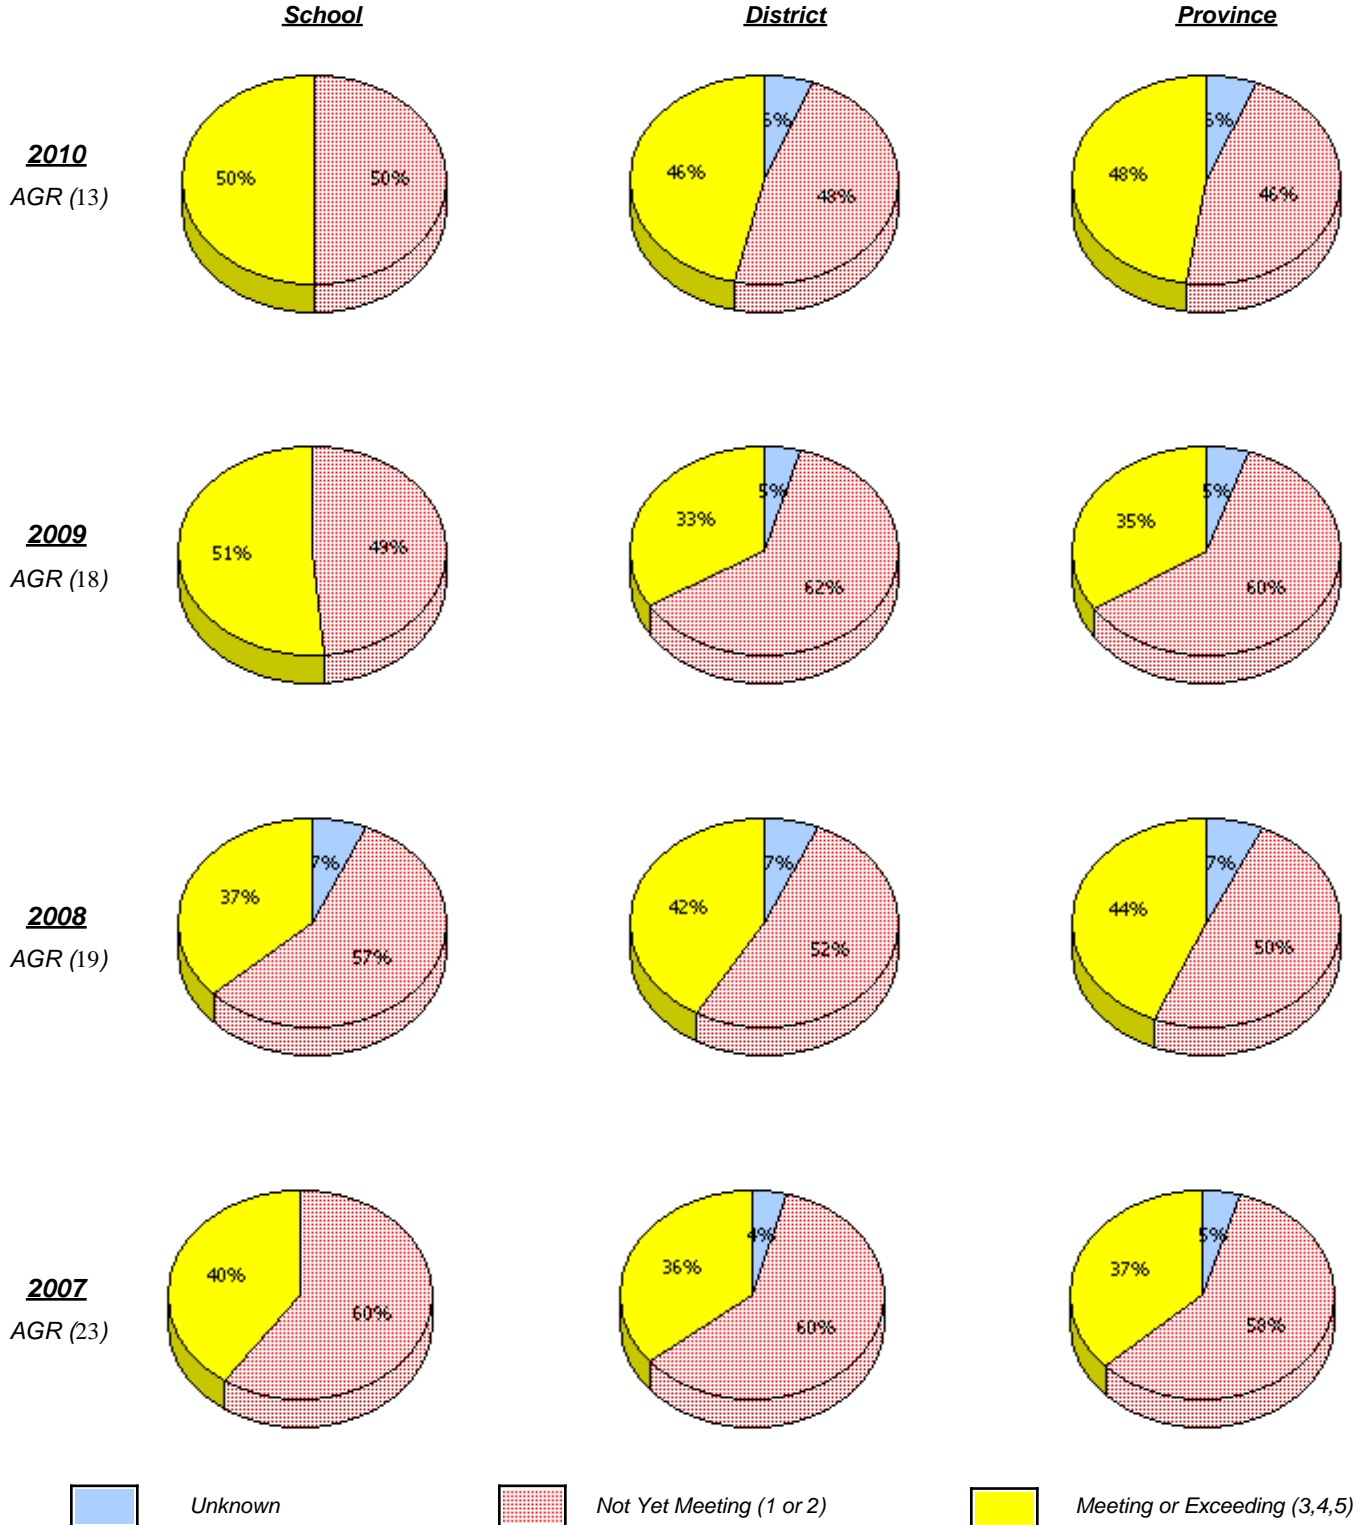 School District Province
2010
AGR (13)
50% 50%
46% 48%
48% 46%
2009
AGR (18)
51% 49%
33% 5% 62%
35% 5% 60%
2008
AGR (19)
37% 7% 57%
42% 7% 52%
44% 7% 50%
2007
AGR (23)
40% 60%
36% 4% 60%
37% 5% 58%
Unknown Not Yet Meeting (1 or 2) Meeting or Exceeding (3,4,5)